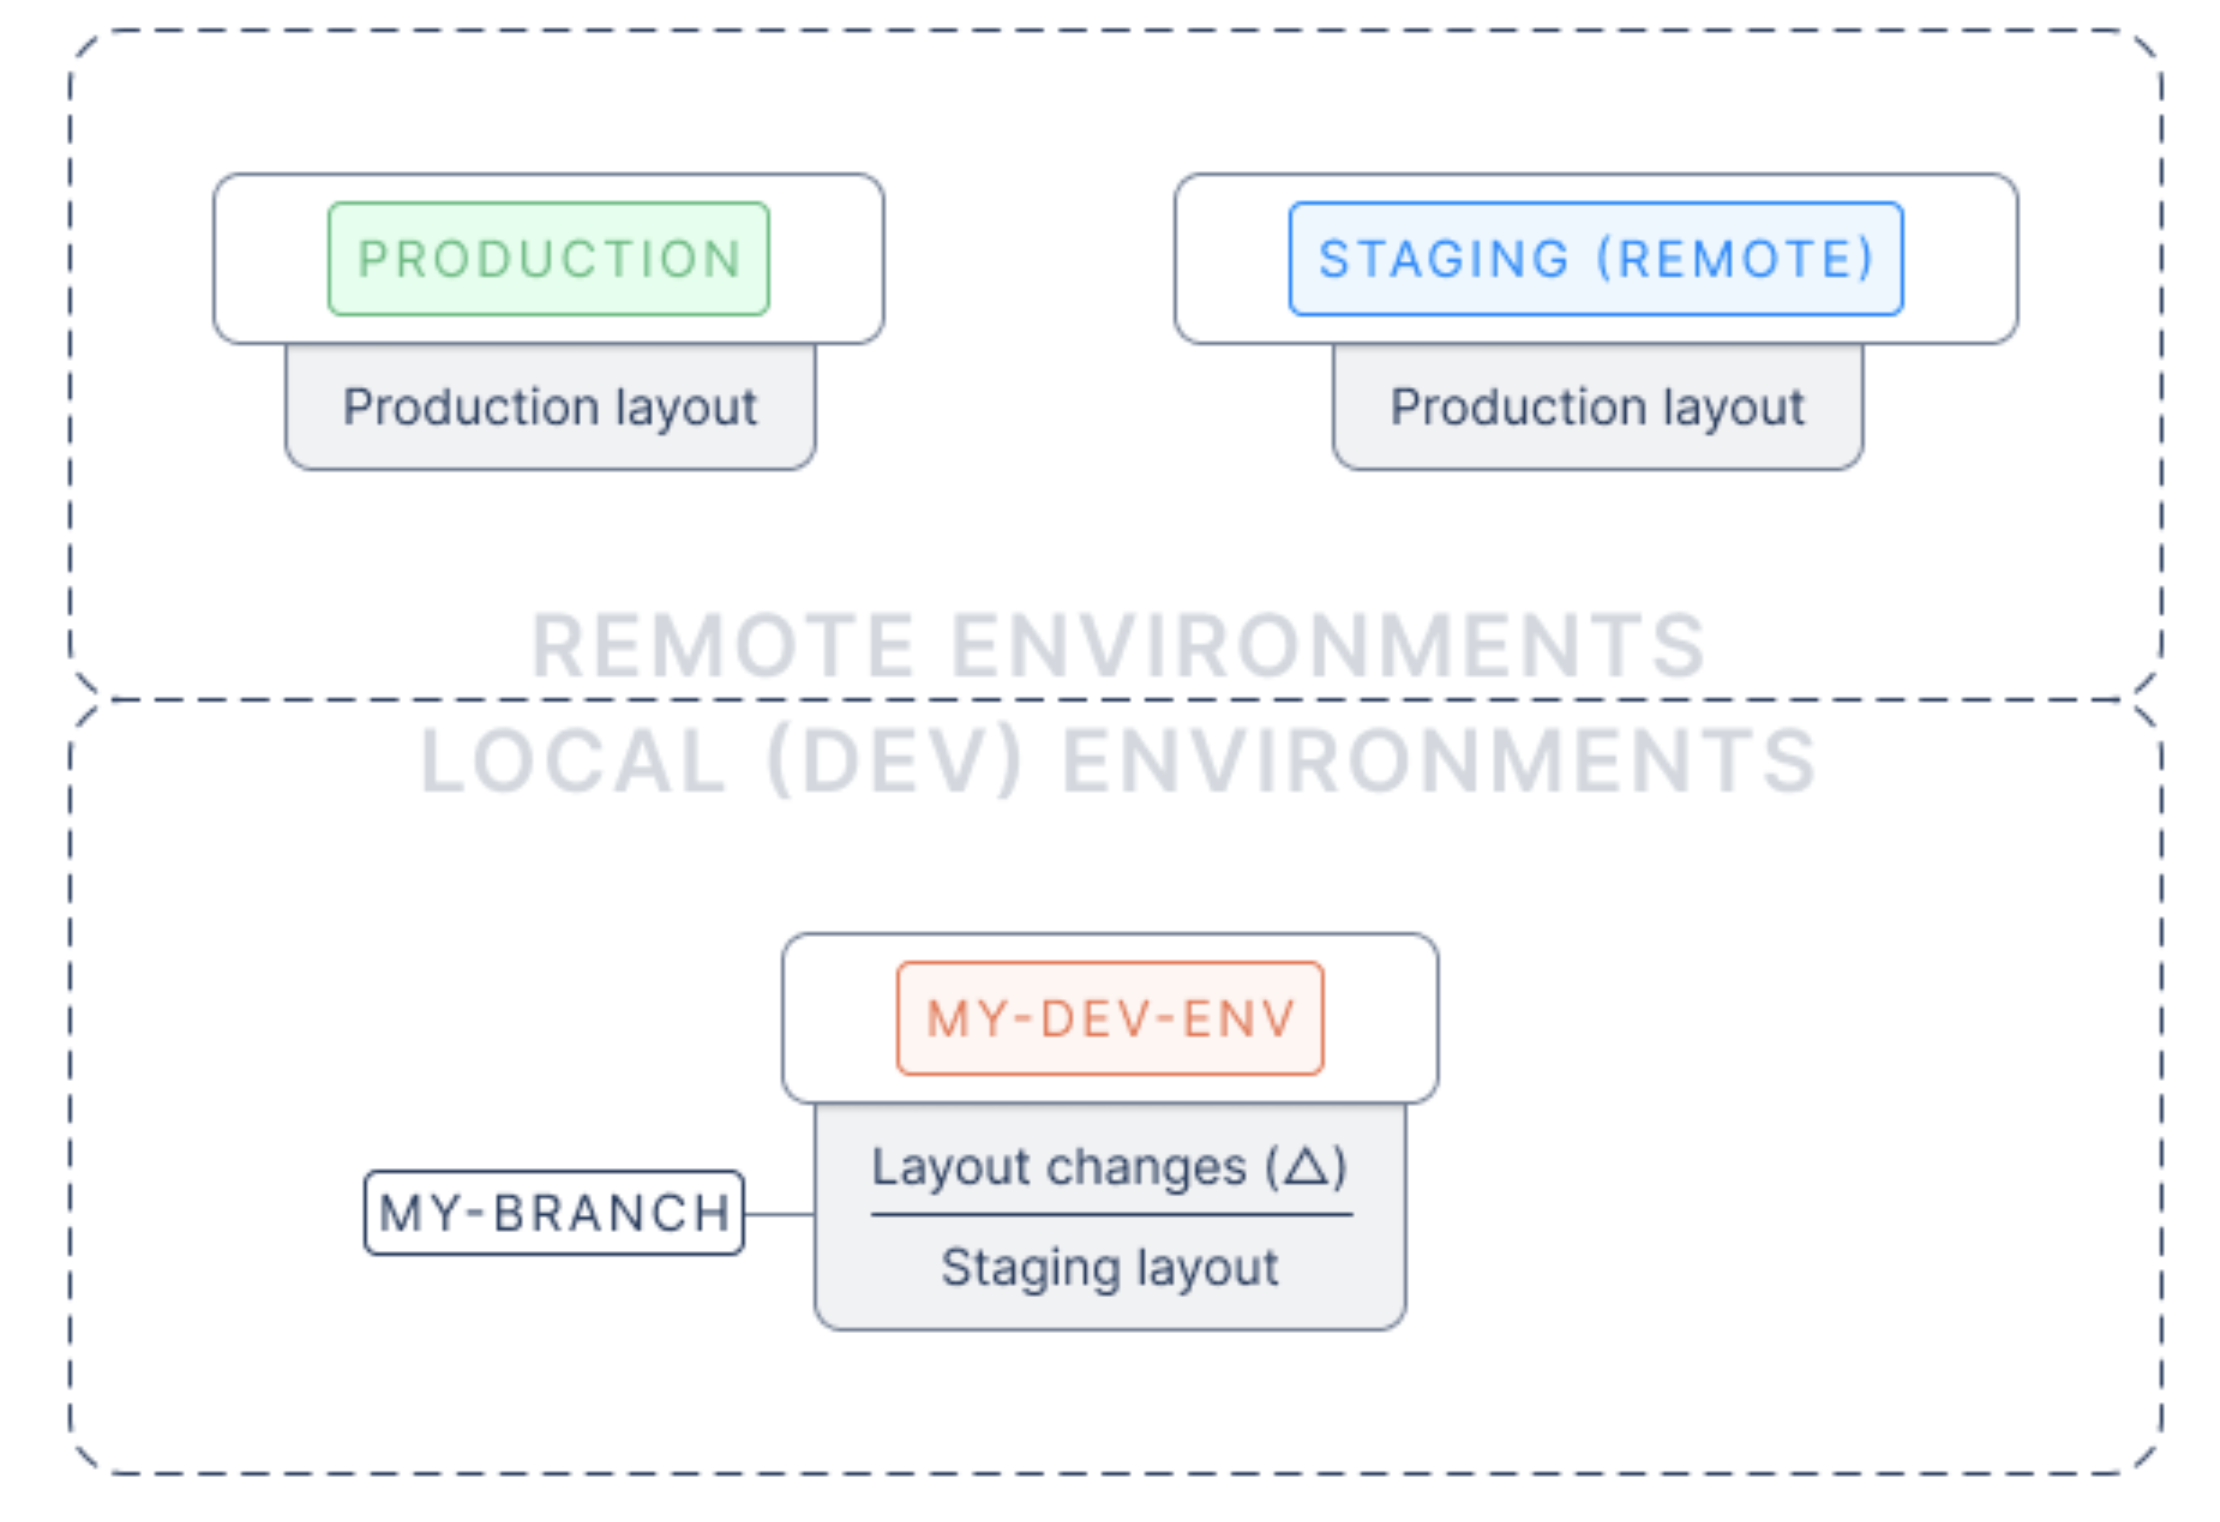 PRODUCTION
STAGING (REMOTE)
Production layout
Production layout
REMOTE ENVIRONMENTS
LOCAL (DEV) ENVIRONMENTS
MY-DEV-ENV
Layout changes (△)
MY-BRANCH
Staging layout